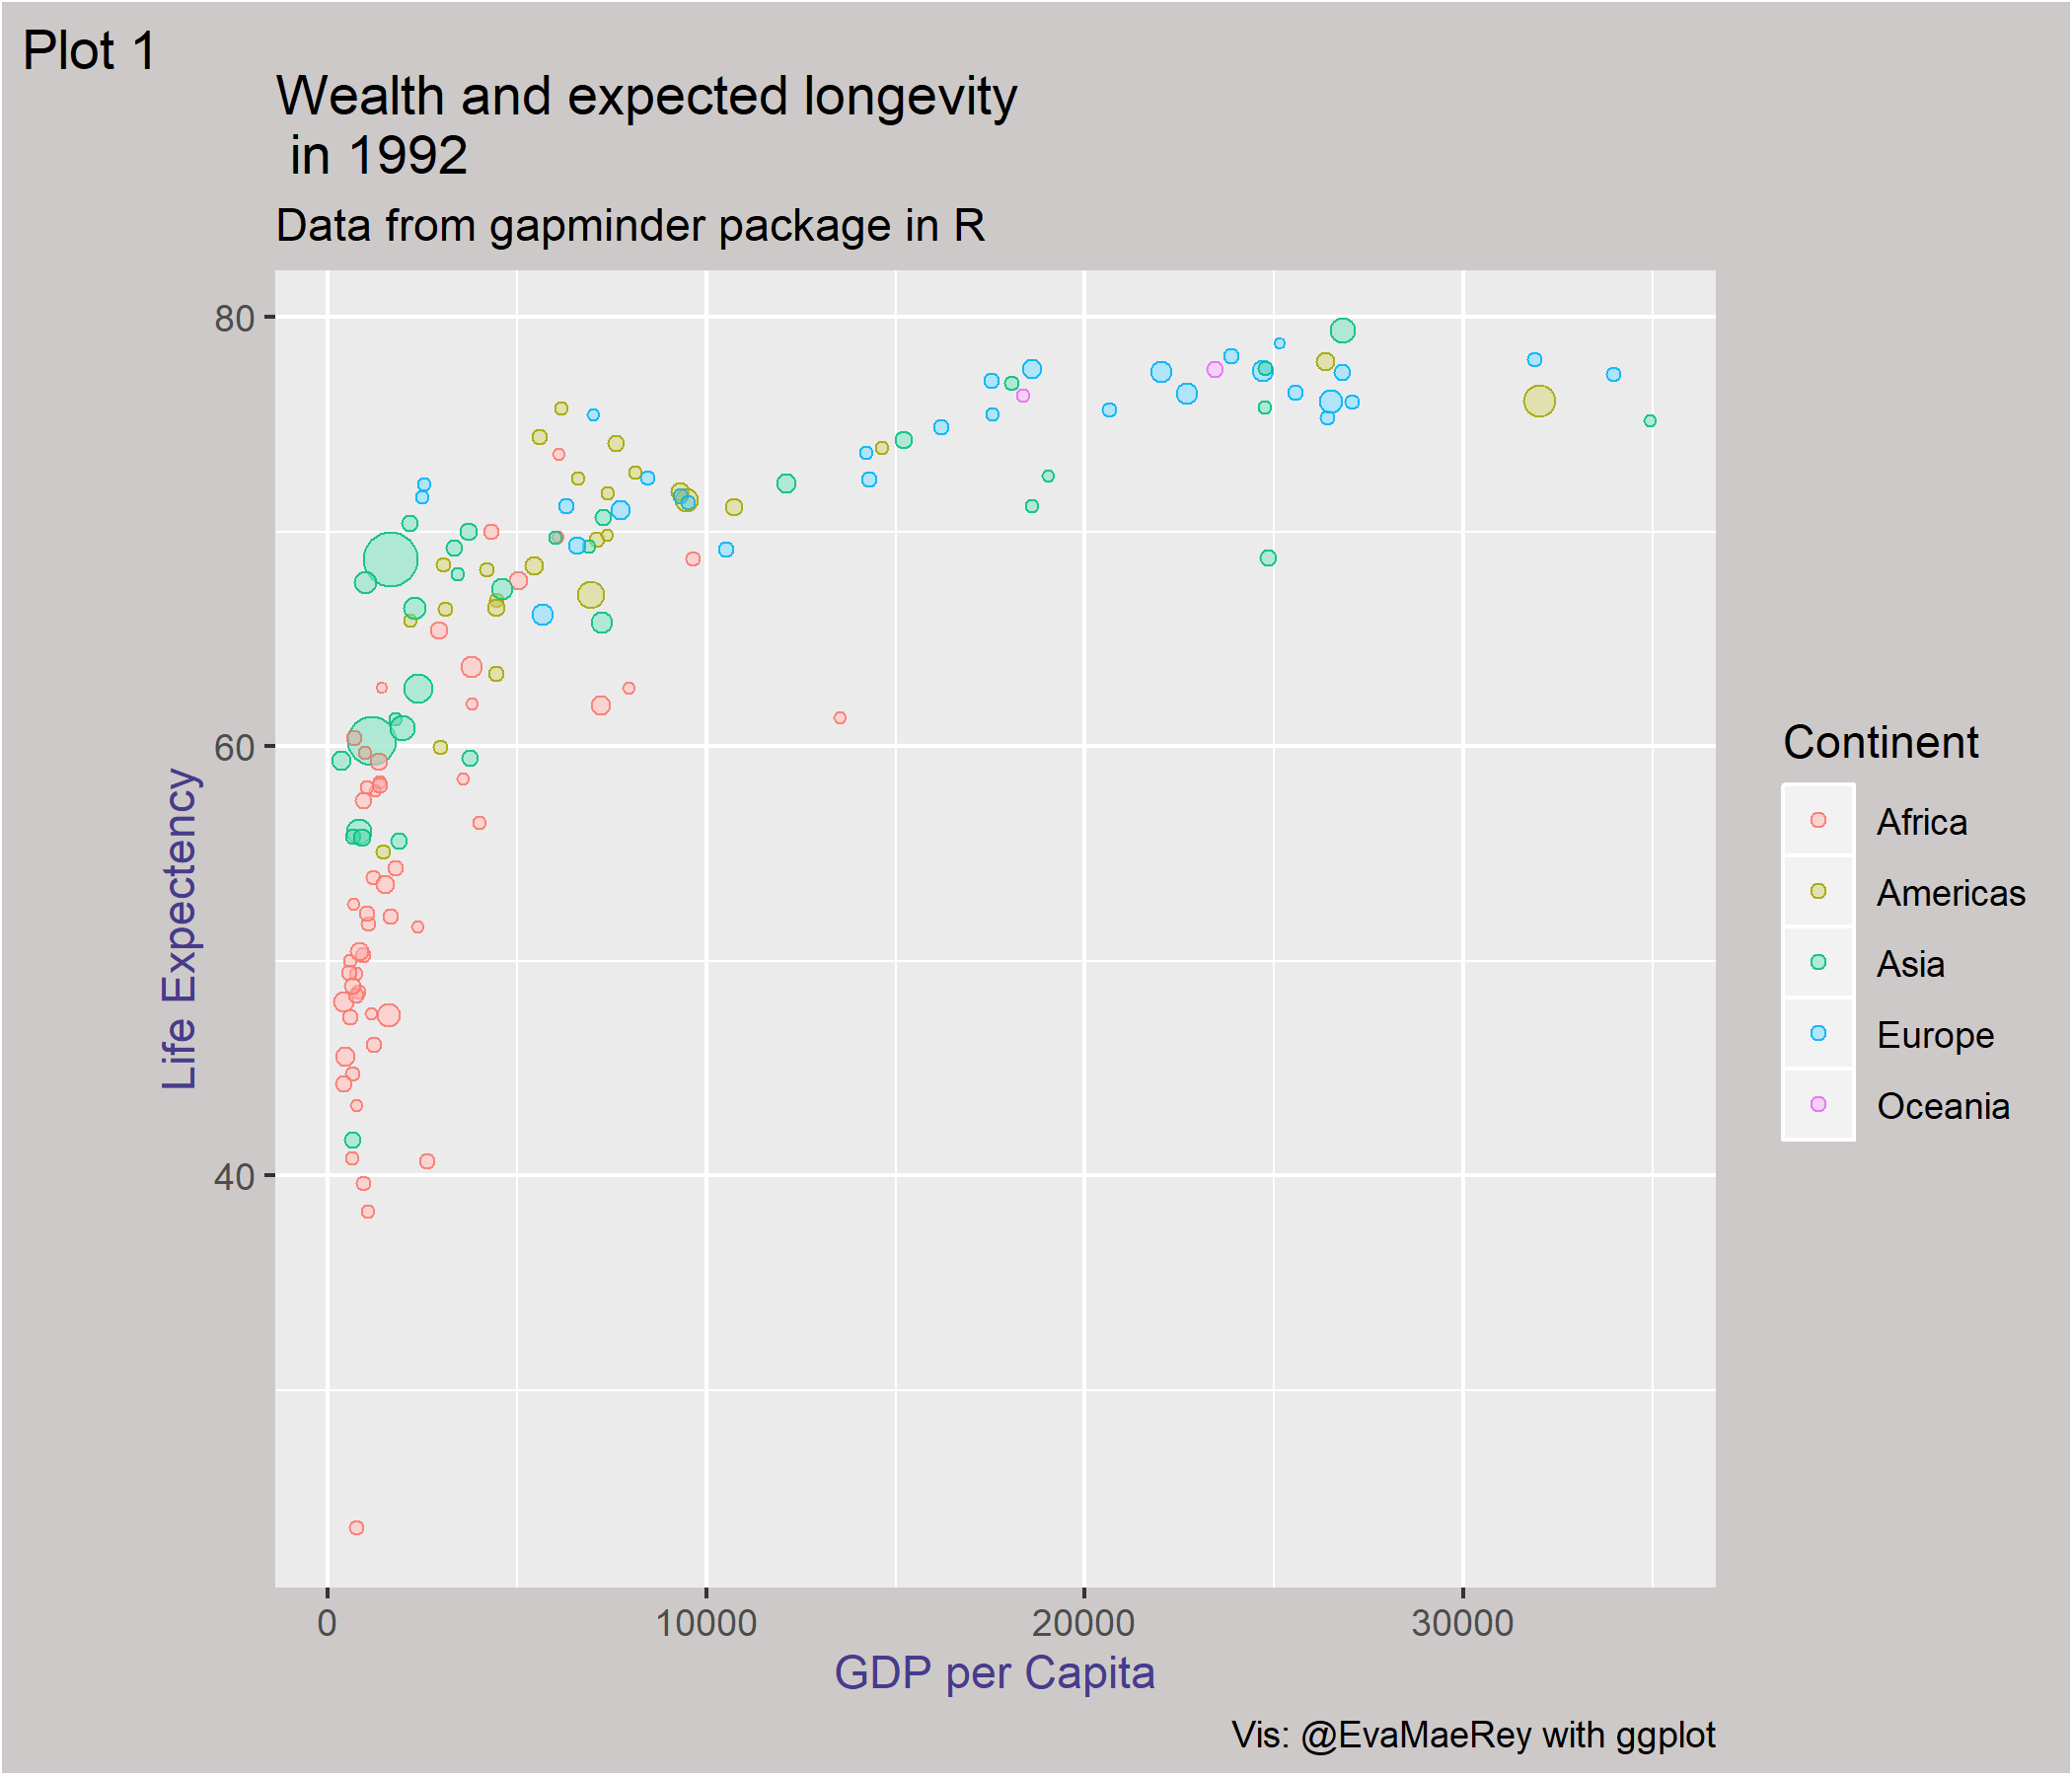 Plot 1
Wealth and expected longevity
in 1992
Data from gapminder package in R
80
60
40
Life Expectency
0 10000 20000 30000
GDP per Capita
Continent
Africa
Americas
Asia
Europe
Oceania
Vis: @EvaMaeRey with ggplot